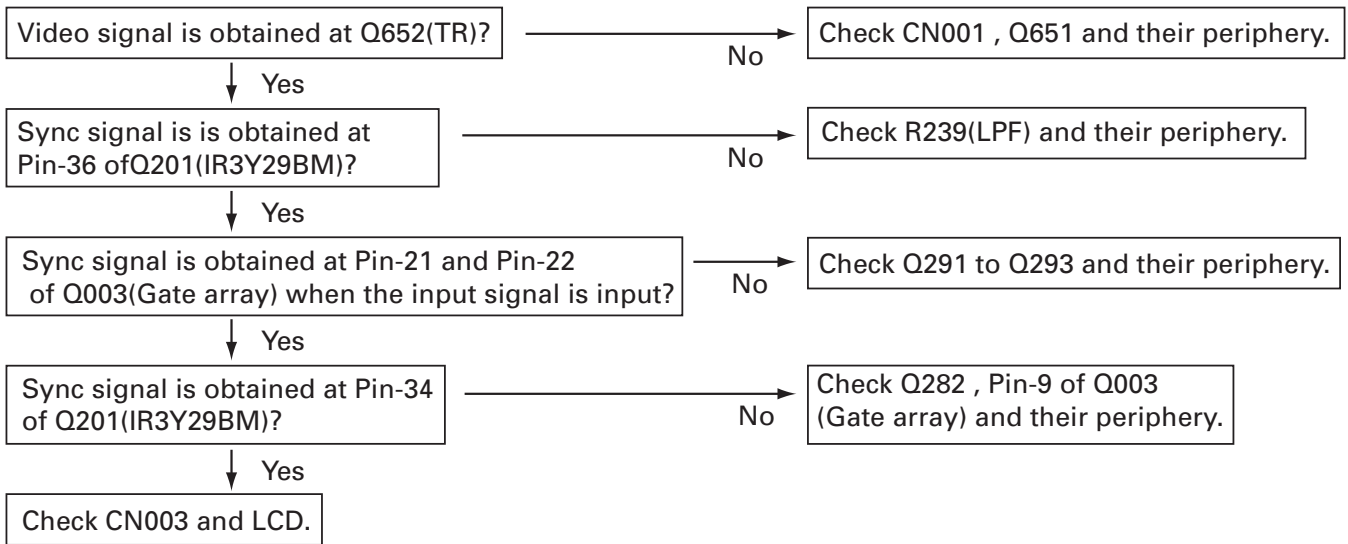 Video signal is obtained at Q652(TR)?
No
Check CN001 , Q651 and their periphery.
Yes
Sync signal is is obtained at
Pin-36 ofQ201(IR3Y29BM)?
No
Check R239(LPF) and their periphery.
Yes
Sync signal is obtained at Pin-21 and Pin-22
of Q003(Gate array) when the input signal is input?
No
Check Q291 to Q293 and their periphery.
Yes
Sync signal is obtained at Pin-34
of Q201(IR3Y29BM)?
No
Check Q282 , Pin-9 of Q003
(Gate array) and their periphery.
Yes
Check CN003 and LCD.